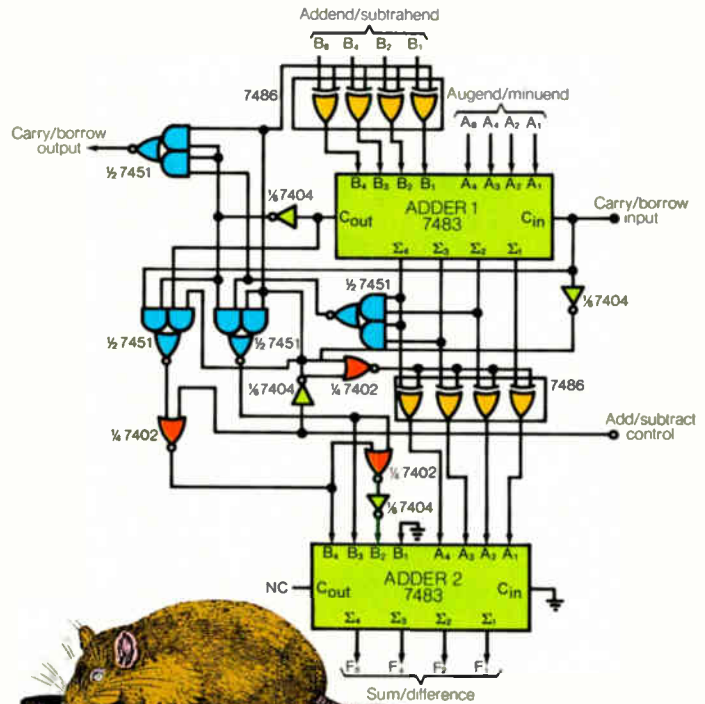 Addend/subtrahend
B8 B4 B2 B1
7486
Augend/minuend
A8 A4 A2 A1
Carry/borrow
output
½ 7451
⅙ 7404
B4 B3 B2 B1
A4 A3 A2 A1
Cout
ADDER 1
7483
Cin
Carry/borrow
input
Σ4 Σ3 Σ2 Σ1
½ 7451
⅙ 7404
½ 7451
½ 7451
⅙ 7404
¼ 7402
7486
¼ 7402
Add/subtract
control
7402
⅙ 7404
B4 B3 B2 B1 A4 A3 A2 A1
NC
Cout
ADDER 2
7483
Cin
Σ4 Σ3 Σ2 Σ1
F8 F4 F2 F1
Sum/difference